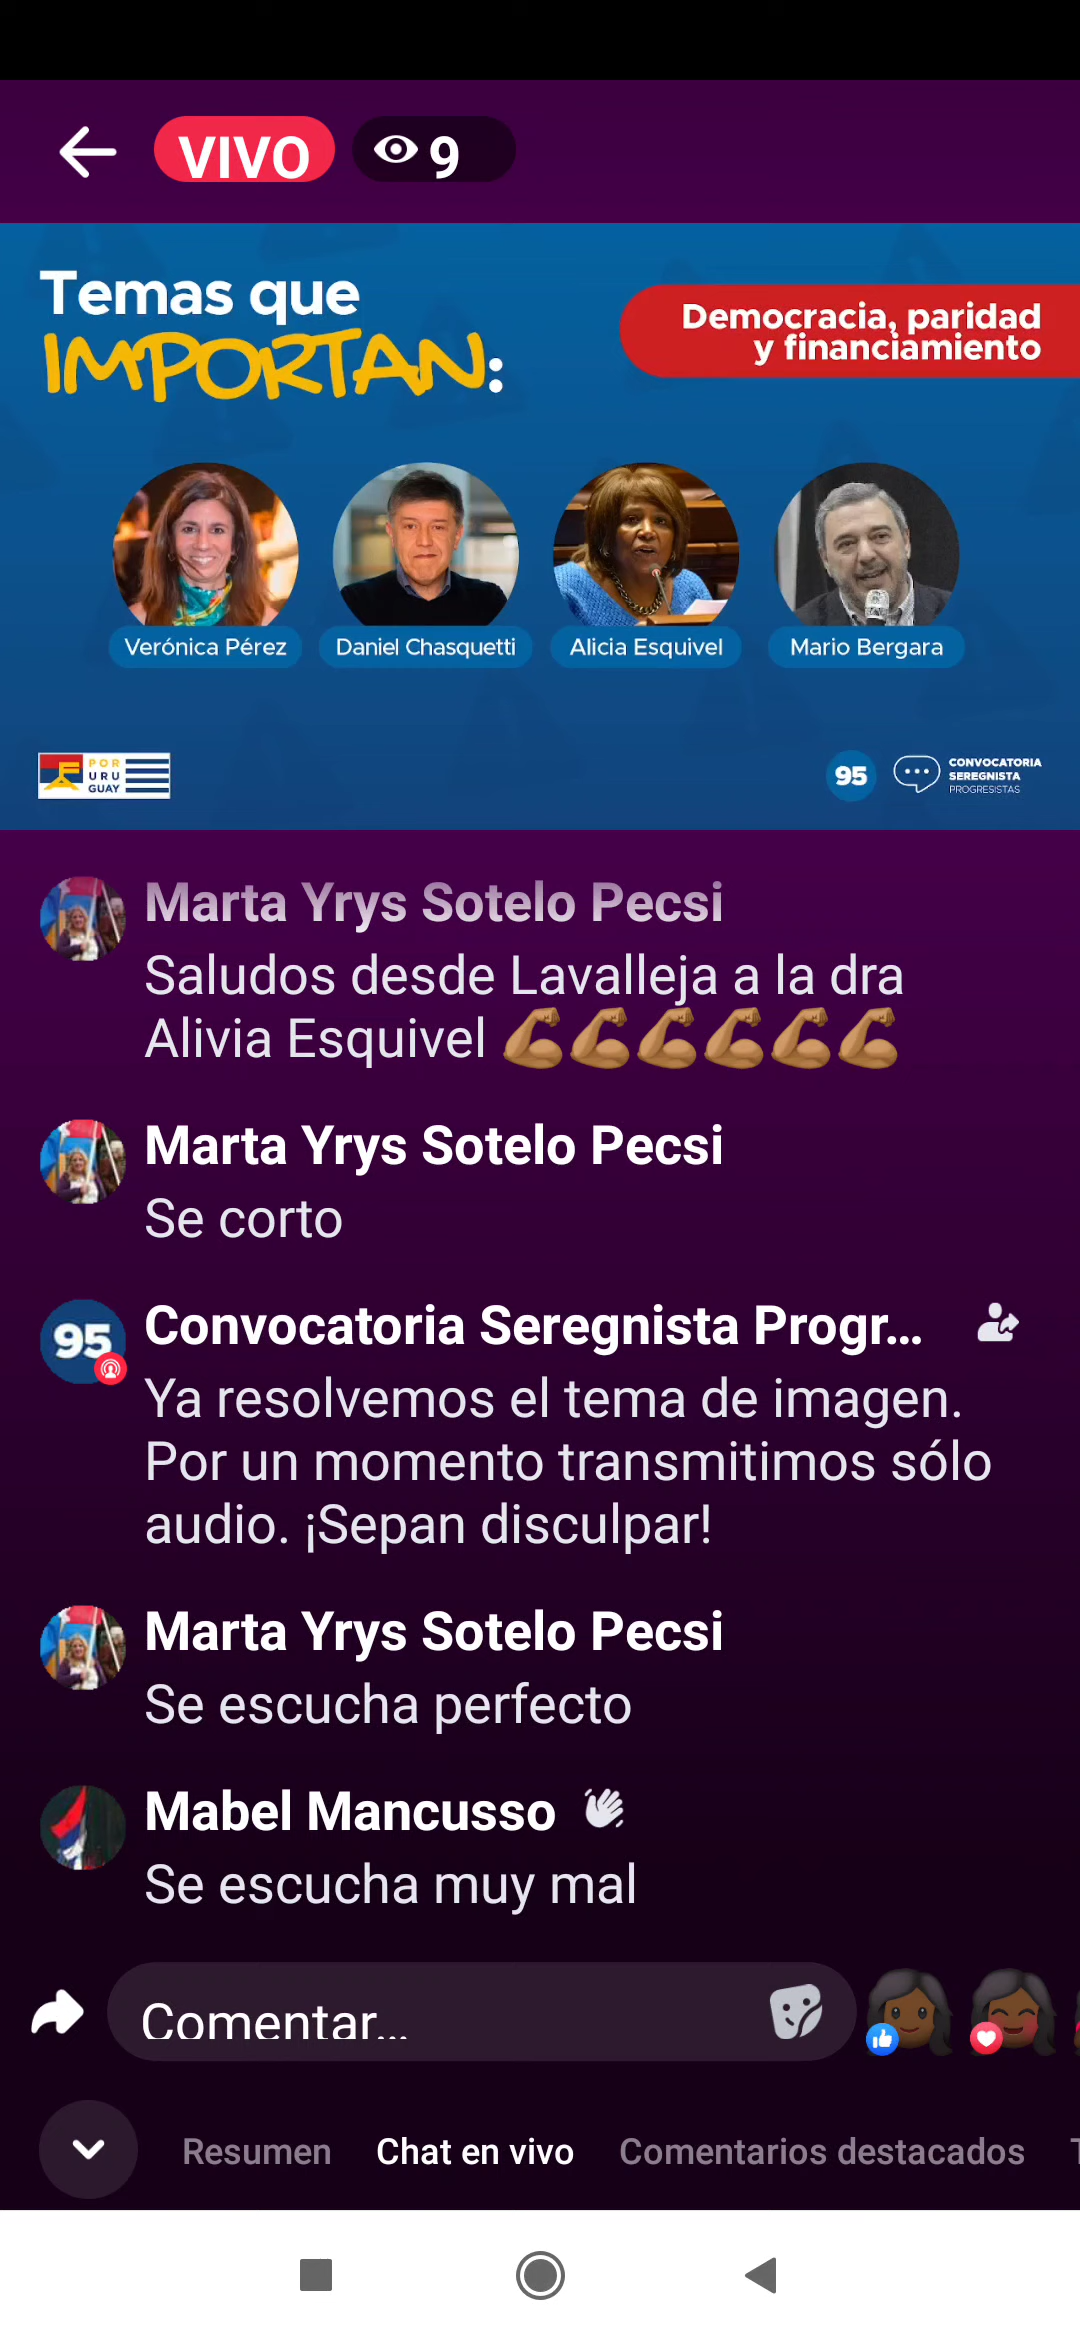 VIVO
9
Temas que
IMPORTAN:
Democracia, paridad
y financiamiento
Verónica Pérez
Daniel Chasquetti
Alicia Esquivel
Mario Bergara
POR
URU
GUAY
95
CONVOCATORIA
SEREGNISTA
PROGRESISTAS
Marta Yrys Sotelo Pecsi
Saludos desde Lavalleja a la dra
Alivia Esquivel 💪🏽💪🏽💪🏽💪🏽💪🏽💪🏽
Marta Yrys Sotelo Pecsi
Se corto
95
Convocatoria Seregnista Progr...
Ya resolvemos el tema de imagen.
Por un momento transmitimos sólo
audio. ¡Sepan disculpar!
Marta Yrys Sotelo Pecsi
Se escucha perfecto
Mabel Mancusso
Se escucha muy mal
Comentar...
Resumen
Chat en vivo
Comentarios destacados